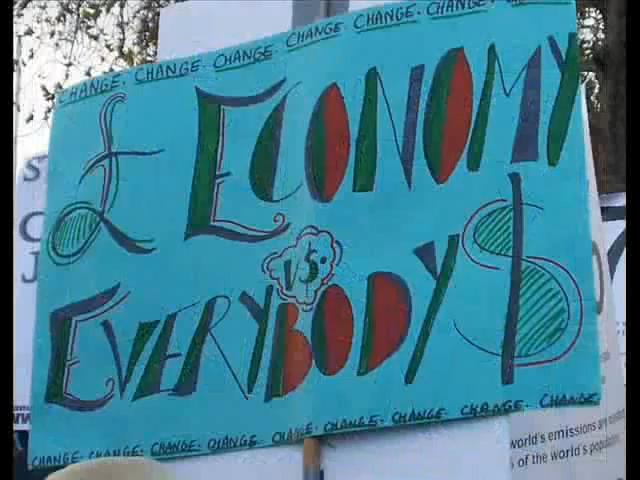 CHANGE. CHANGE. CHANGE. CHANGE. CHANGE. CHANGE. CHANGE.
£ ECONOMY
VS.
EVERYBODY $
CHANGE. CHANGE. CHANGE. CHANGE. CHANGE. CHANGE. CHANGE. CHANGE. CHANGE.
world's emissions are
of the world's population